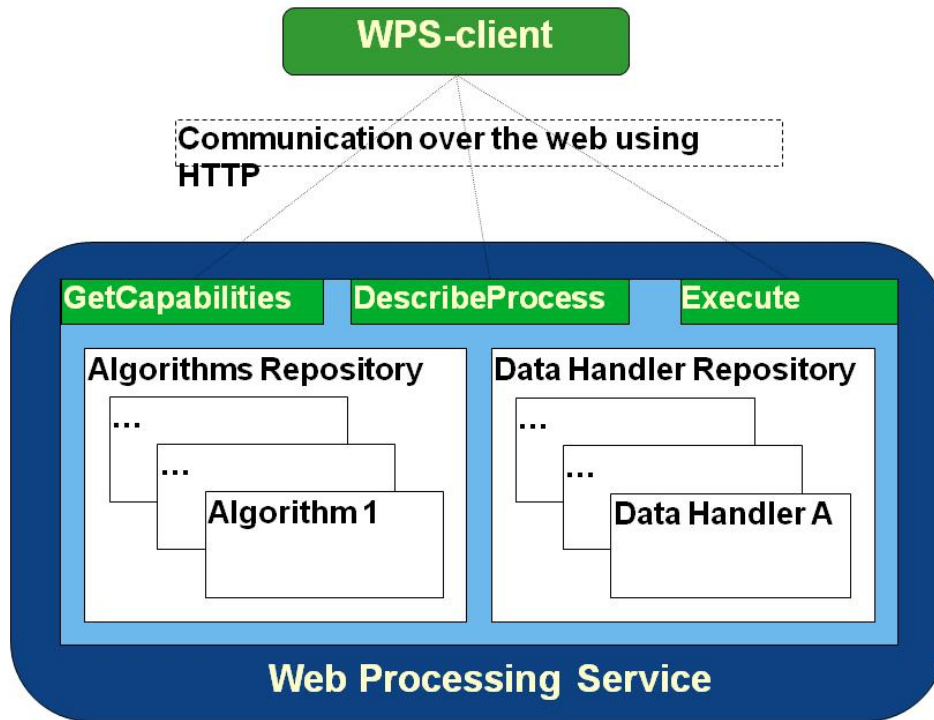 WPS-client
Communication over the web using
HTTP
GetCapabilities
DescribeProcess
Execute
Algorithms Repository
...
...
Algorithm 1
Data Handler Repository
...
...
Data Handler A
Web Processing Service